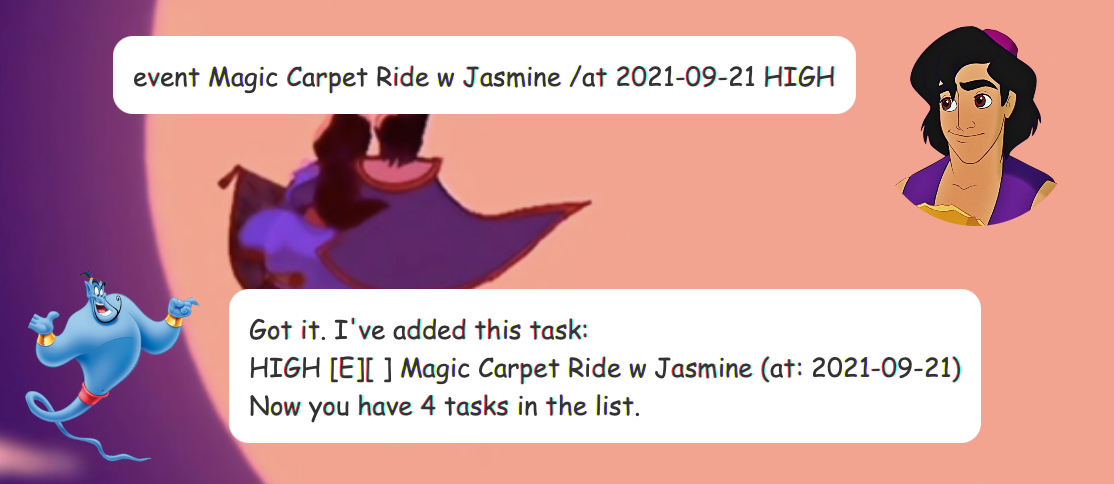 event Magic Carpet Ride w Jasmine /at 2021-09-21 HIGH
Got it. I've added this task:
HIGH [E][ ] Magic Carpet Ride w Jasmine (at: 2021-09-21)
Now you have 4 tasks in the list.